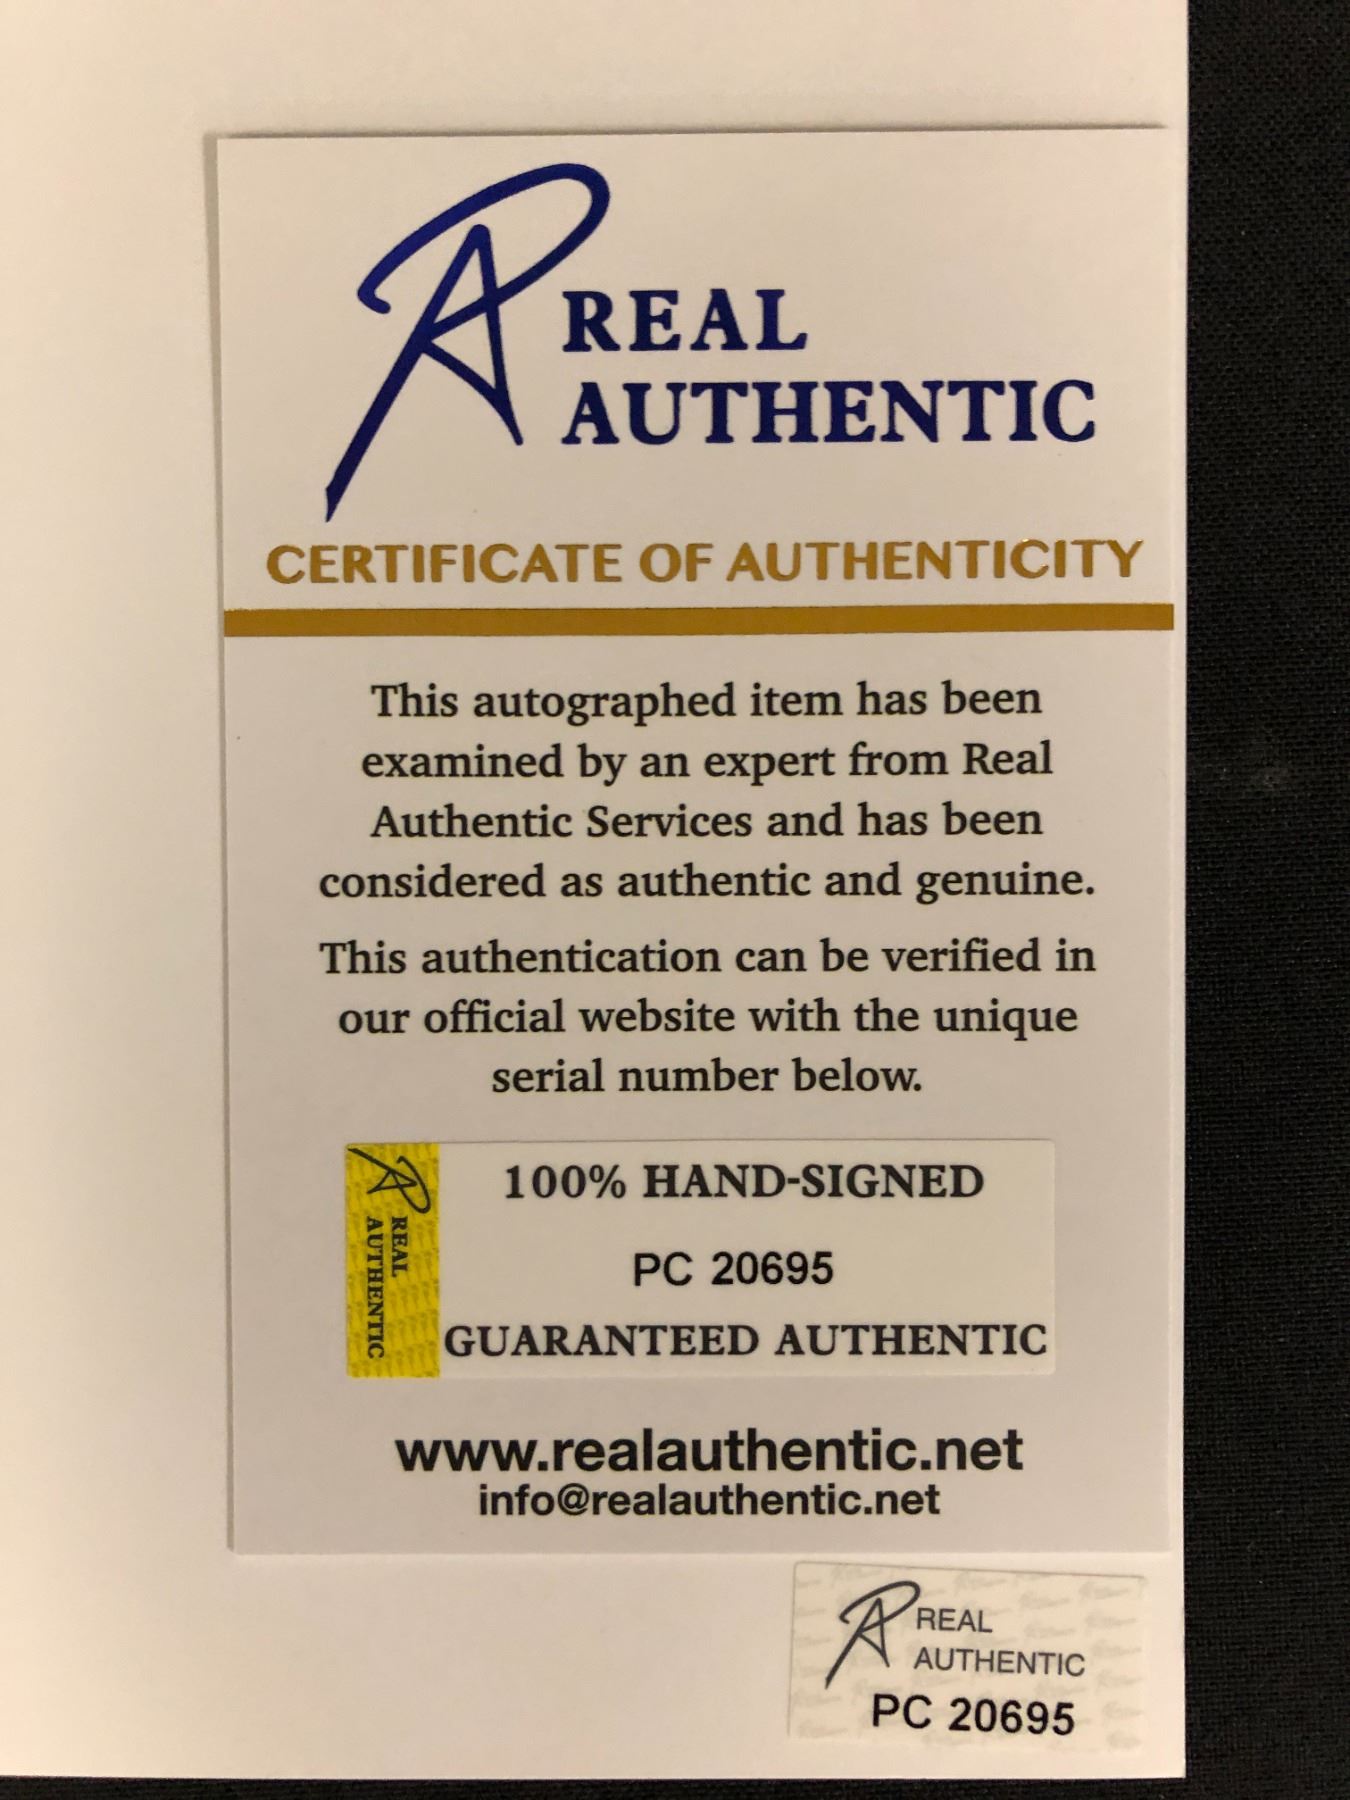 REAL
AUTHENTIC
CERTIFICATE OF AUTHENTICITY
This autographed item has been
examined by an expert from Real
Authentic Services and has been
considered as authentic and genuine.
This authentication can be verified in
our official website with the unique
serial number below.
REAL
AUTHENTIC
100% HAND-SIGNED
PC 20695
GUARANTEED AUTHENTIC
www.realauthentic.net
info@realauthentic.net
REAL
AUTHENTIC
PC 20695